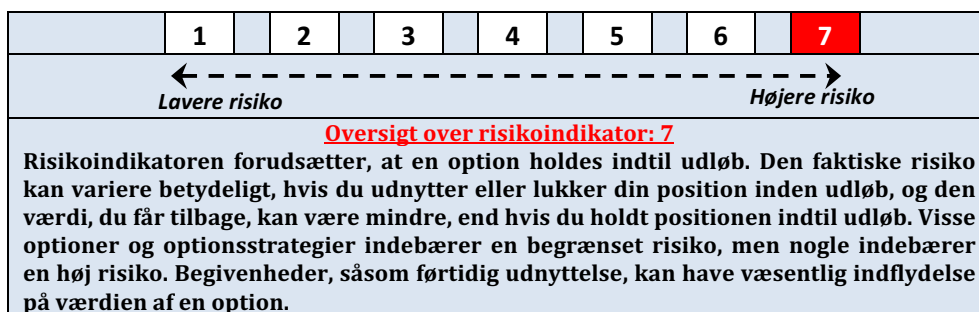 1 2 3 4 5 6 7
Lavere risiko Højere risiko
Oversigt over risikoindikator: 7
Risikoindikatoren forudsætter, at en option holdes indtil udløb. Den faktiske risiko
kan variere betydeligt, hvis du udnytter eller lukker din position inden udløb, og den
værdi, du får tilbage, kan være mindre, end hvis du holdt positionen indtil udløb. Visse
optioner og optionsstrategier indebærer en begrænset risiko, men nogle indebærer
en høj risiko. Begivenheder, såsom førtidig udnyttelse, kan have væsentlig indflydelse
på værdien af en option.